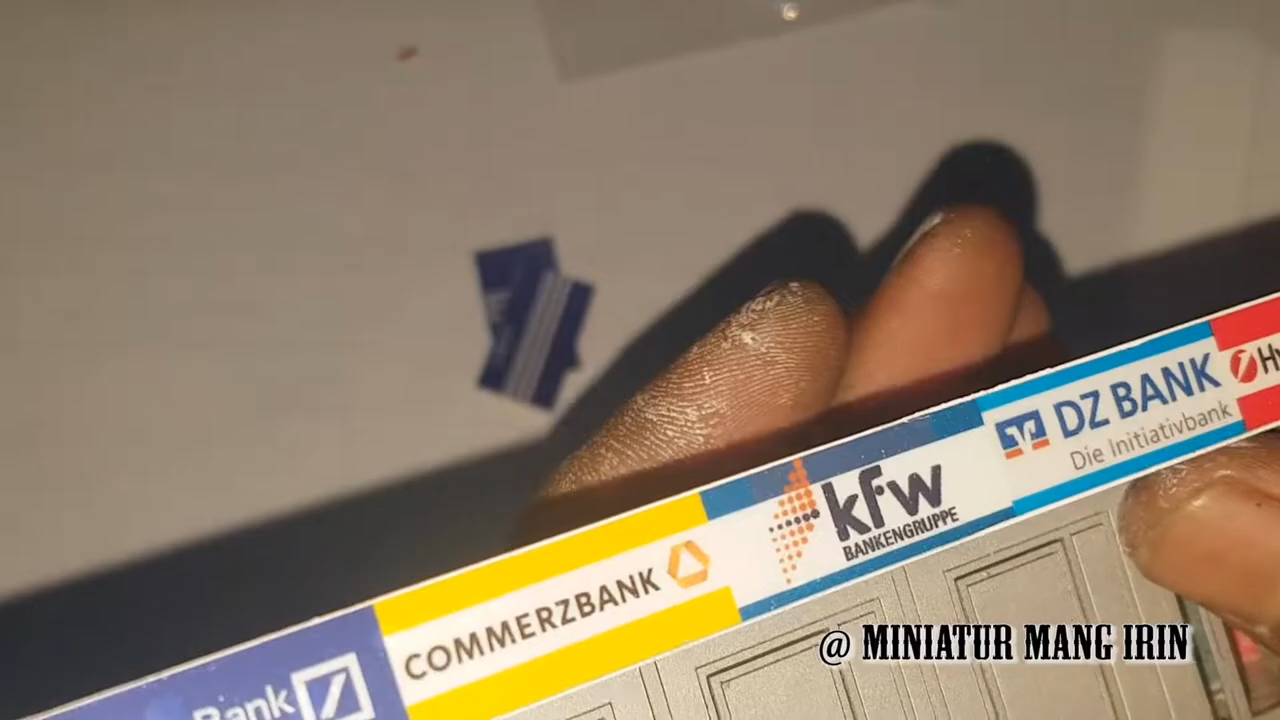 Bank
COMMERZBANK
kfw
BANKENGRUPPE
DZ BANK
Die Initiativbank
@ MINIATUR MANG IRIN